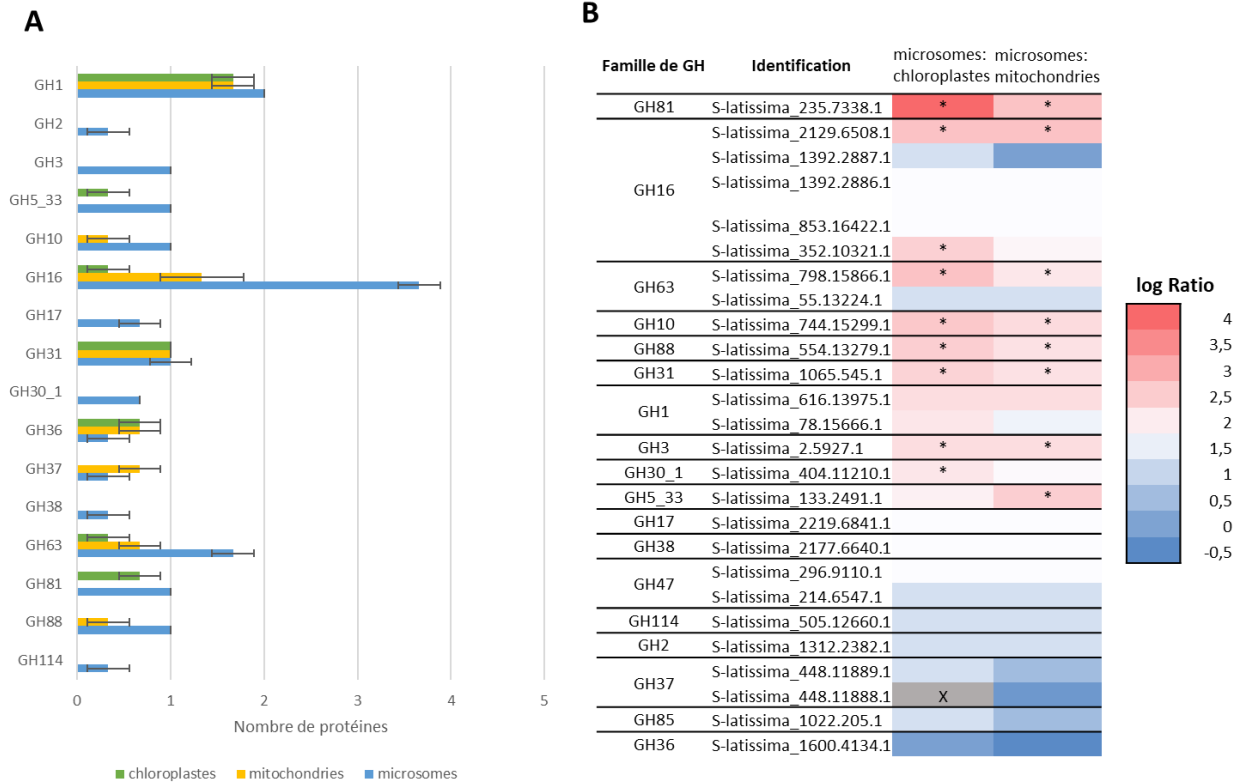 A
GH1
GH2
GH3
GH5_33
GH10
GH16
GH17
GH31
GH30_1
GH36
GH37
GH38
GH63
GH81
GH88
GH114
0 1 2 3 4 5
Nombre de protéines
chloroplastes mitochondries microsomes
B
Famille de GH Identification microsomes: chloroplastes microsomes: mitochondries
GH81 S-latissima_235.7338.1 * *
GH16 S-latissima_2129.6508.1 * *
S-latissima_1392.2887.1
S-latissima_1392.2886.1
S-latissima_853.16422.1
S-latissima_352.10321.1 *
GH63 S-latissima_798.15866.1 * *
S-latissima_55.13224.1
GH10 S-latissima_744.15299.1 * *
GH88 S-latissima_554.13279.1 * *
GH31 S-latissima_1065.545.1 * *
GH1 S-latissima_616.13975.1
S-latissima_78.15666.1
GH3 S-latissima_2.5927.1 * *
GH30_1 S-latissima_404.11210.1 *
GH5_33 S-latissima_133.2491.1 *
GH17 S-latissima_2219.6841.1
GH38 S-latissima_2177.6640.1
GH47 S-latissima_296.9110.1
S-latissima_214.6547.1
GH114 S-latissima_505.12660.1
GH2 S-latissima_1312.2382.1
GH37 S-latissima_448.11889.1
S-latissima_448.11888.1 X
GH85 S-latissima_1022.205.1
GH36 S-latissima_1600.4134.1
log Ratio
4
3,5
3
2,5
2
1,5
1
0,5
0
-0,5